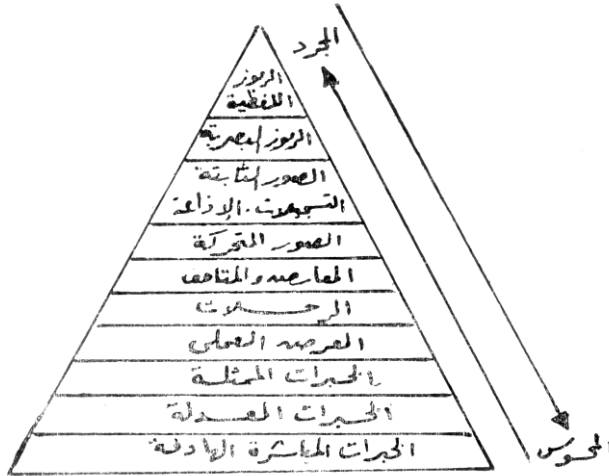 المجرد
الرموز
اللفظية
الرموز البصرية
الصور الثابتة
التسجيلات - الإذاعة
الصور المتحركة
المعارض والمتاحف
الرحلات
العرض العملى
الخبرات الممثلة
الخبرات المعدلة
الخبرات المباشرة الهادفة
المحسوس